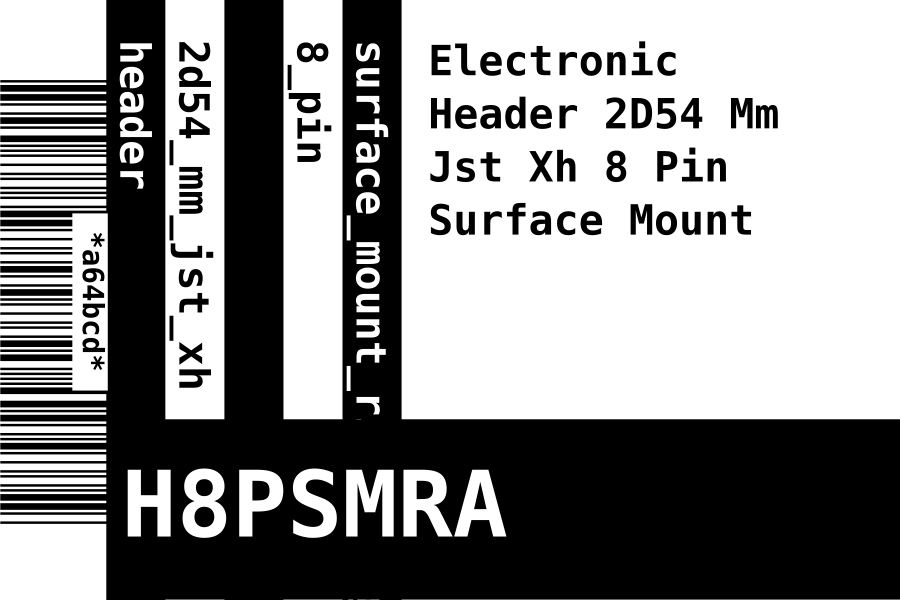 *a64bcd*
header
2d54_mm_jst_xh
8_pin
surface_mount_r
Electronic
Header 2D54 Mm
Jst Xh 8 Pin
Surface Mount
H8PSMRA